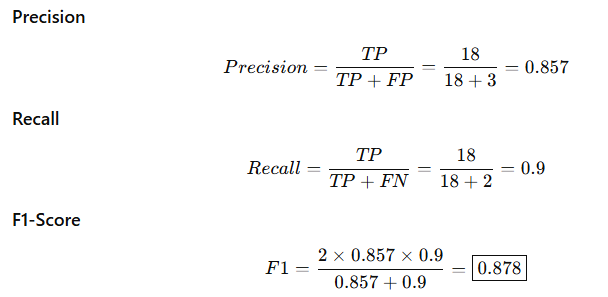 Precision
Precision = TP / (TP + FP) = 18 / (18 + 3) = 0.857
Recall
Recall = TP / (TP + FN) = 18 / (18 + 2) = 0.9
F1-Score
F1 = (2 × 0.857 × 0.9) / (0.857 + 0.9) = 0.878